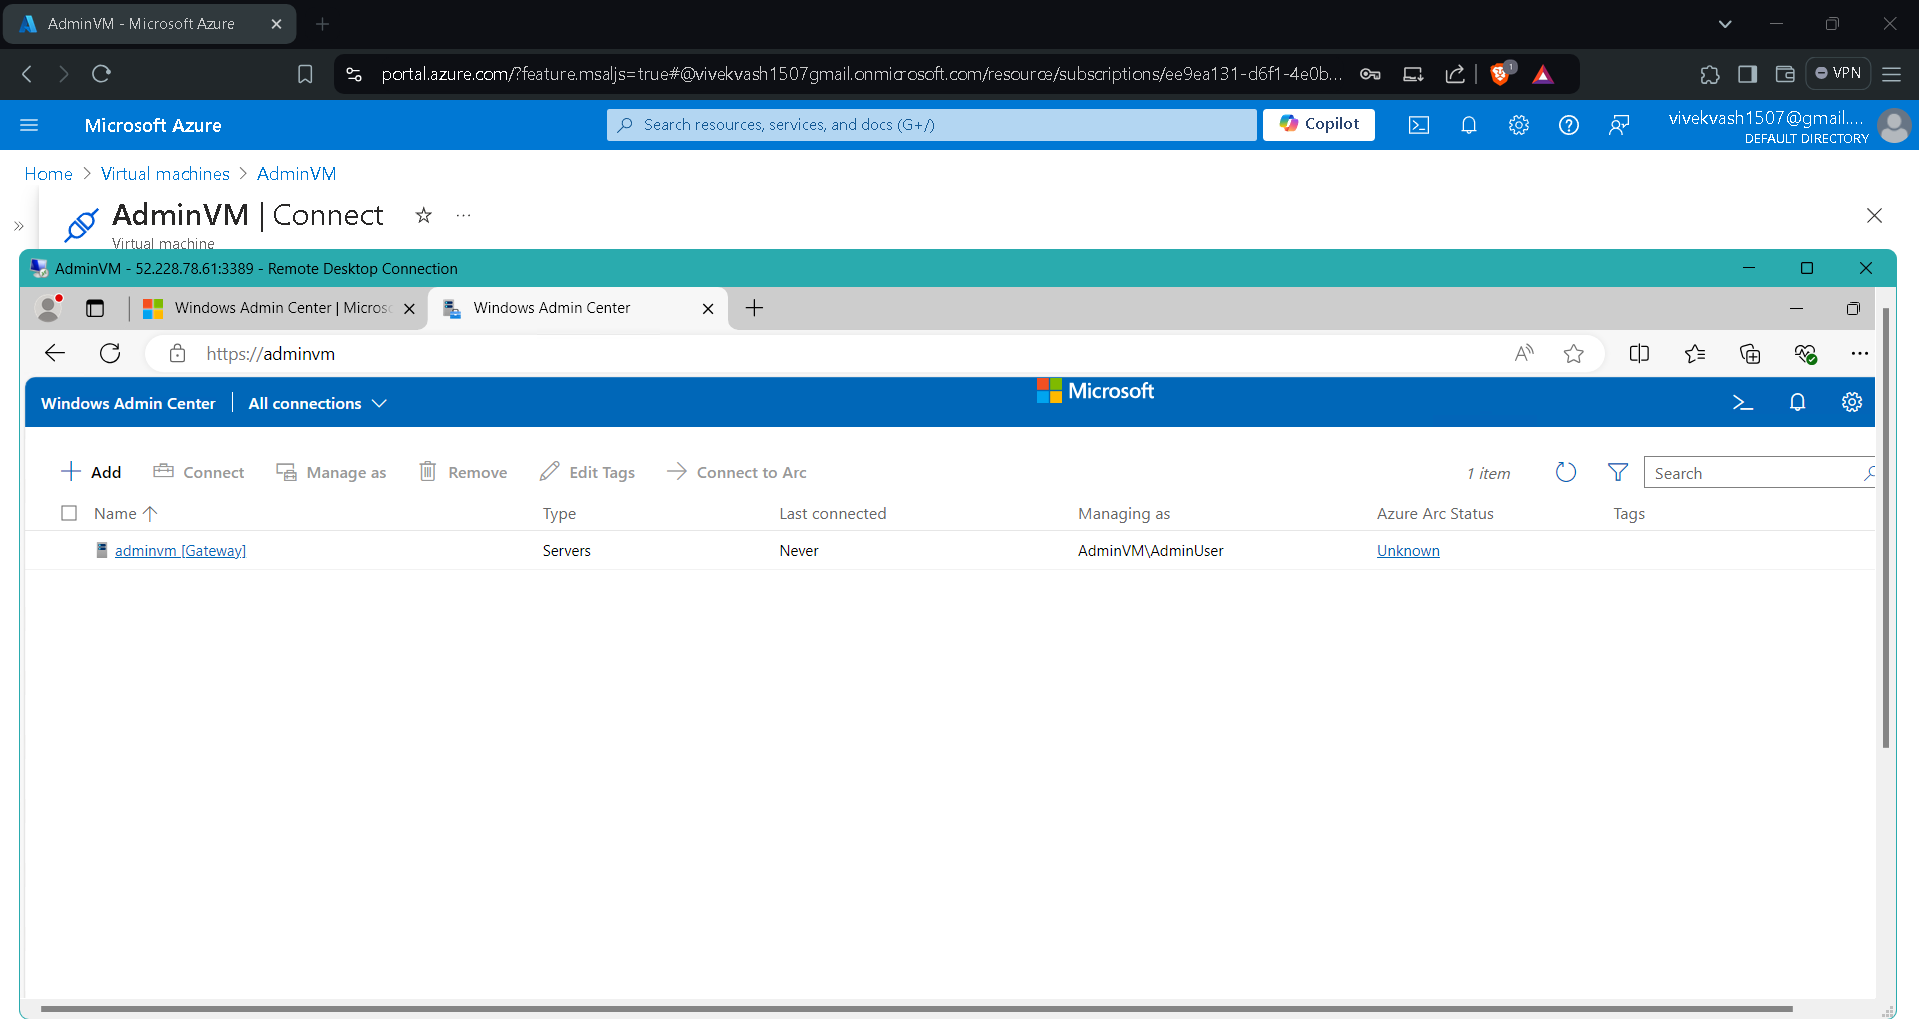 AdminVM - Microsoft Azure
portal.azure.com/?feature.msaljs=true#@vivekvash1507gmail.onmicrosoft.com/resource/subscriptions/ee9ea131-d6f1-4e0b...
1
VPN
Microsoft Azure
Search resources, services, and docs (G+/)
Copilot
vivekvash1507@gmail....
DEFAULT DIRECTORY
Home > Virtual machines > AdminVM
AdminVM | Connect
Virtual machine
AdminVM - 52.228.78.61:3389 - Remote Desktop Connection
Windows Admin Center | Micros
Windows Admin Center
https://adminvm
Windows Admin Center
All connections
Microsoft
Add
Connect
Manage as
Remove
Edit Tags
Connect to Arc
1 item
Search
Name
Type
Last connected
Managing as
Azure Arc Status
Tags
adminvm [Gateway]
Servers
Never
AdminVM\AdminUser
Unknown